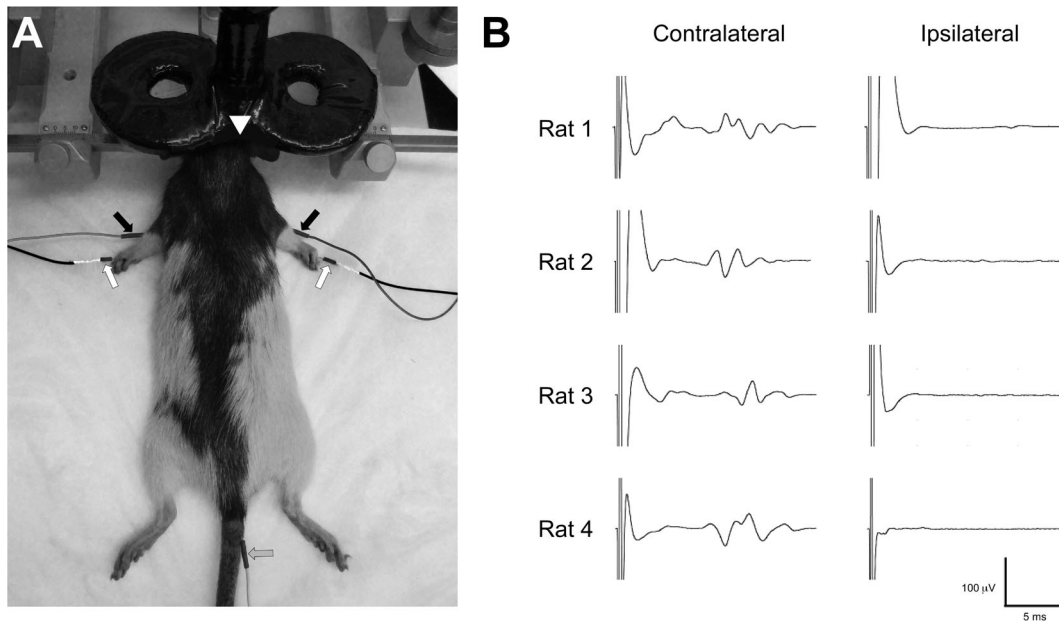 A
B
Contralateral Ipsilateral
Rat 1
Rat 2
Rat 3
Rat 4
100 μV
5 ms